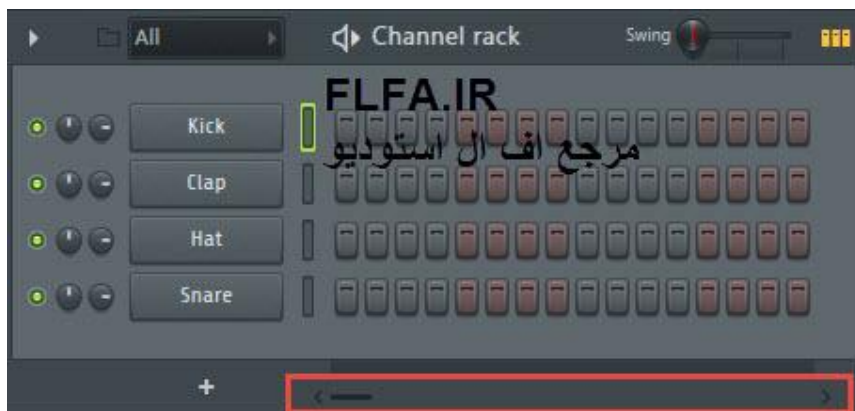 All
Channel rack
Swing
FLFA.IR
مرجع اف ال استودیو
Kick
Clap
Hat
Snare
+